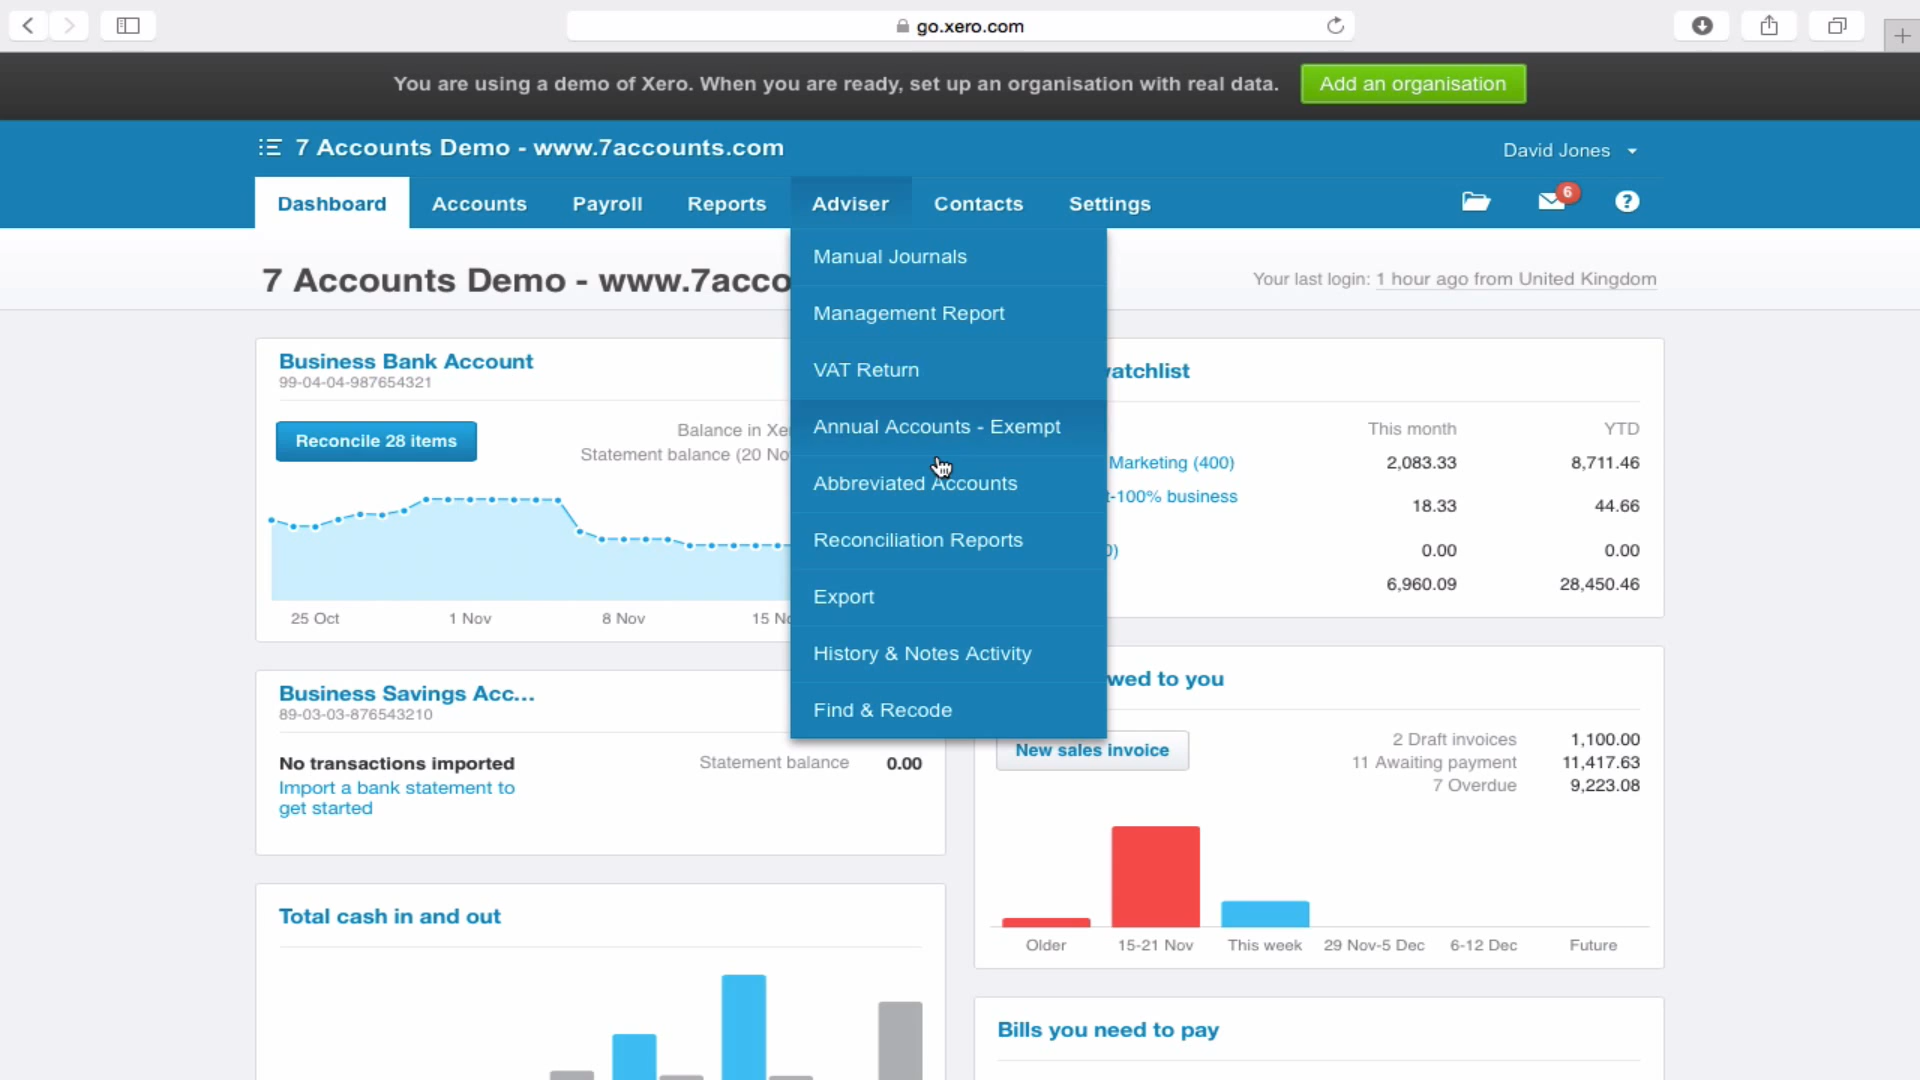 go.xero.com
You are using a demo of Xero. When you are ready, set up an organisation with real data.
Add an organisation
7 Accounts Demo - www.7accounts.com
David Jones
Dashboard Accounts Payroll Reports Adviser Contacts Settings
6
?
7 Accounts Demo - www.7acco
Your last login: 1 hour ago from United Kingdom
Manual Journals
Management Report
VAT Return
Annual Accounts - Exempt
Abbreviated Accounts
Reconciliation Reports
Export
History & Notes Activity
Find & Recode
Business Bank Account
99-04-04-987654321
Reconcile 28 items
Balance in Xe
Statement balance (20 No
25 Oct 1 Nov 8 Nov 15 No
Business Savings Acc...
89-03-03-876543210
No transactions imported
Import a bank statement to
get started
Statement balance 0.00
Total cash in and out
atchlist
This month YTD
Marketing (400) 2,083.33 8,711.46
t-100% business
18.33 44.66
0) 0.00 0.00
6,960.09 28,450.46
wed to you
New sales invoice
2 Draft invoices 1,100.00
11 Awaiting payment 11,417.63
7 Overdue 9,223.08
Older 15-21 Nov This week 29 Nov-5 Dec 6-12 Dec Future
Bills you need to pay